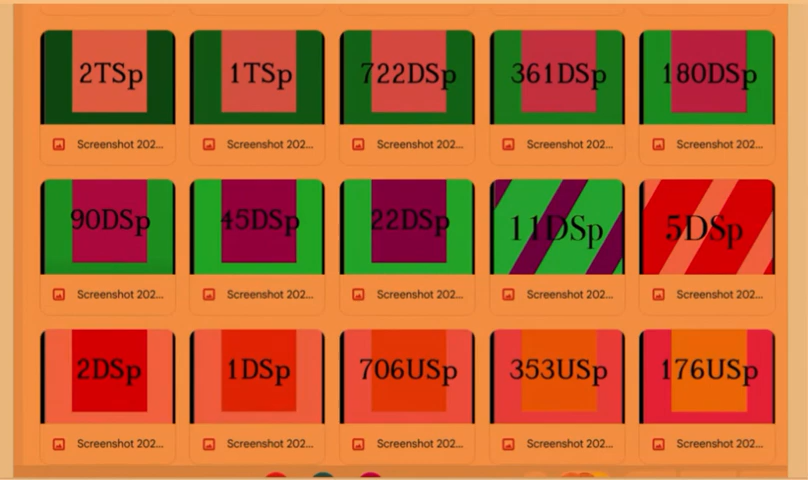 2TSp 1TSp 722DSp 361DSp 180DSp
Screenshot 202... Screenshot 202... Screenshot 202... Screenshot 202... Screenshot 202...
90DSp 45DSp 22DSp 11DSp 5DSp
Screenshot 202... Screenshot 202... Screenshot 202... Screenshot 202... Screenshot 202...
2DSp 1DSp 706USp 353USp 176USp
Screenshot 202... Screenshot 202... Screenshot 202... Screenshot 202... Screenshot 202...